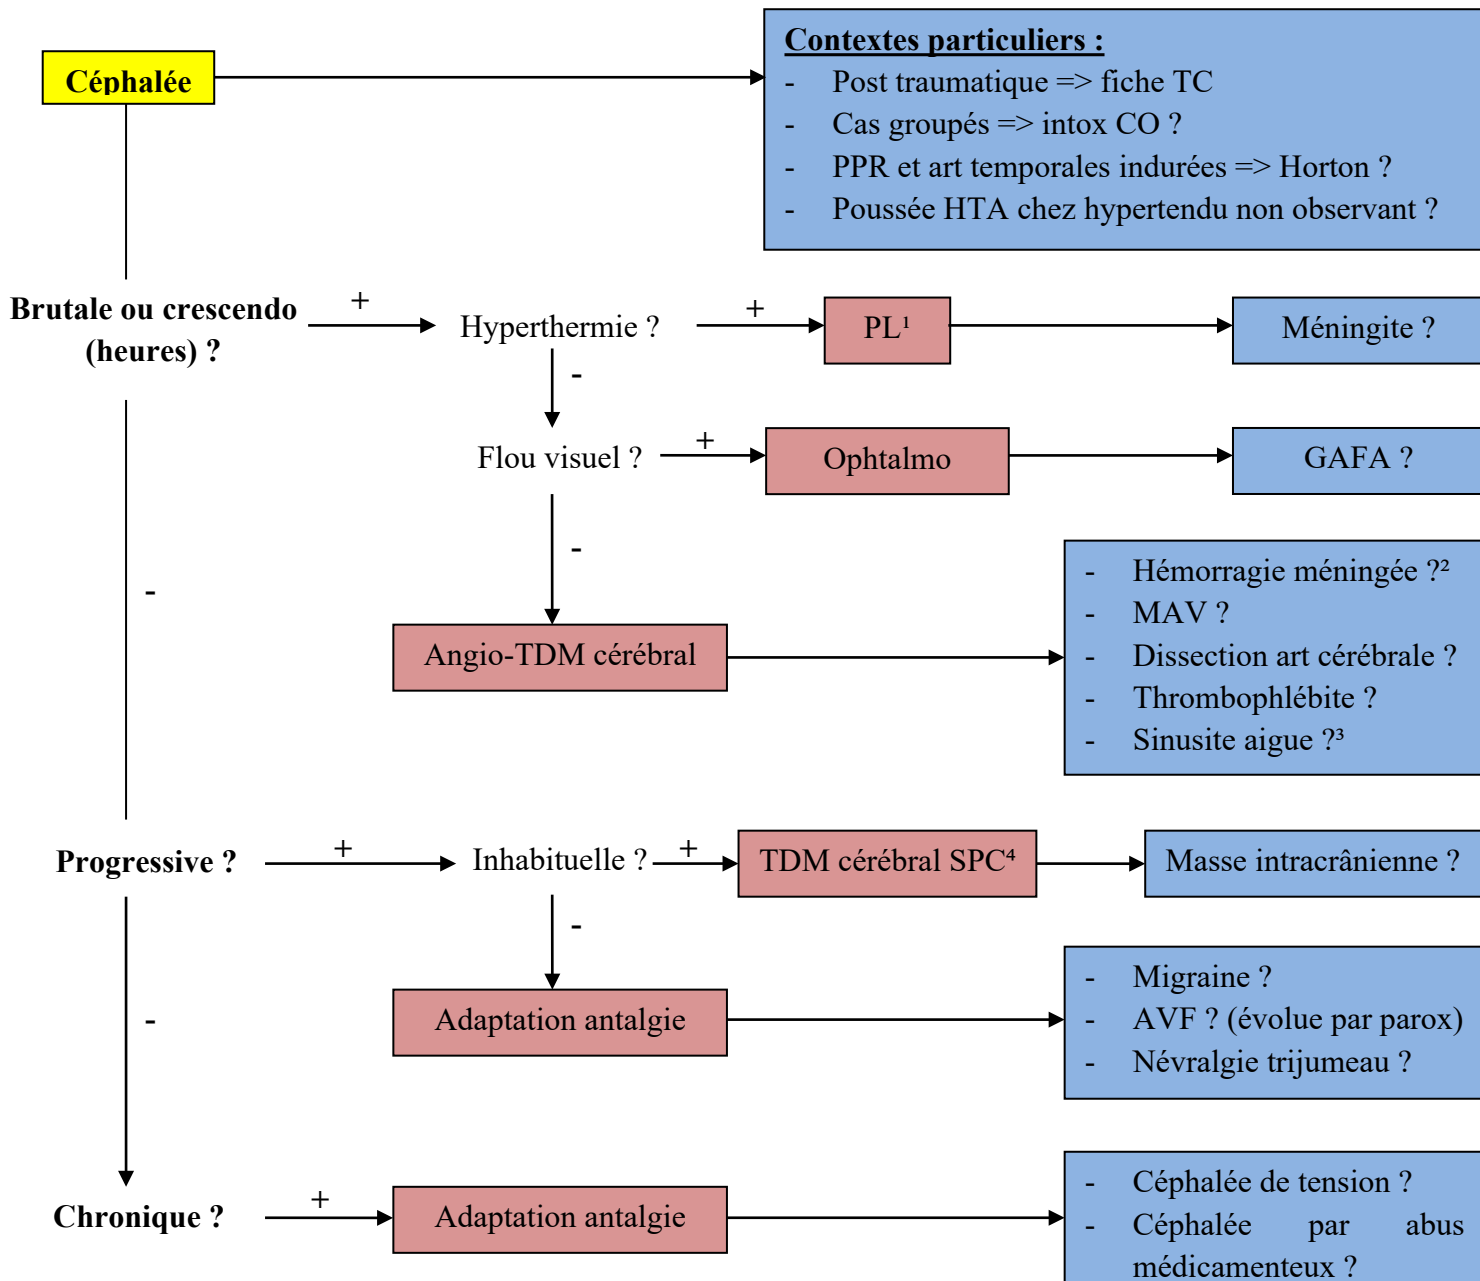 Céphalée
Contextes particuliers :
- Post traumatique => fiche TC
- Cas groupés => intox CO ?
- PPR et art temporales indurées => Horton ?
- Poussée HTA chez hypertendu non observant ?
Brutale ou crescendo
(heures) ?
+
Hyperthermie ?
+
PL¹
Méningite ?
-
Flou visuel ?
+
Ophtalmo
GAFA ?
-
-
Angio-TDM cérébral
- Hémorragie méningée ?²
- MAV ?
- Dissection art cérébrale ?
- Thrombophlébite ?
- Sinusite aigue ?³
Progressive ?
+
Inhabituelle ?
+
TDM cérébral SPC⁴
Masse intracrânienne ?
-
-
Adaptation antalgie
- Migraine ?
- AVF ? (évolue par parox)
- Névralgie trijumeau ?
Chronique ?
+
Adaptation antalgie
- Céphalée de tension ?
- Céphalée par abus
médicamenteux ?